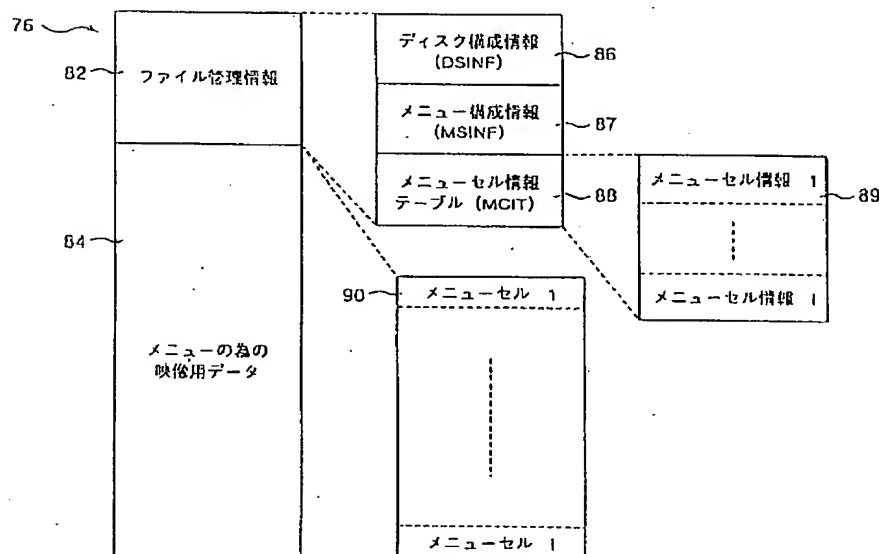 76
82
ファイル管理情報
84
メニューの為の
映像用データ
ディスク構成情報
(DSINF)
86
メニュー構成情報
(MSINF)
87
メニューセル情報
テーブル (MCIT)
88
メニューセル情報 1
89
メニューセル情報 I
90
メニューセル 1
メニューセル I